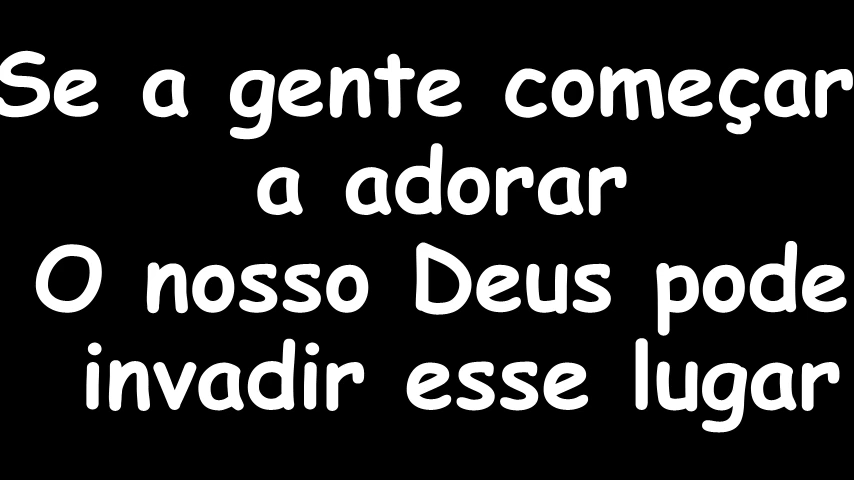 Se a gente começar
a adorar
O nosso Deus pode
invadir esse lugar